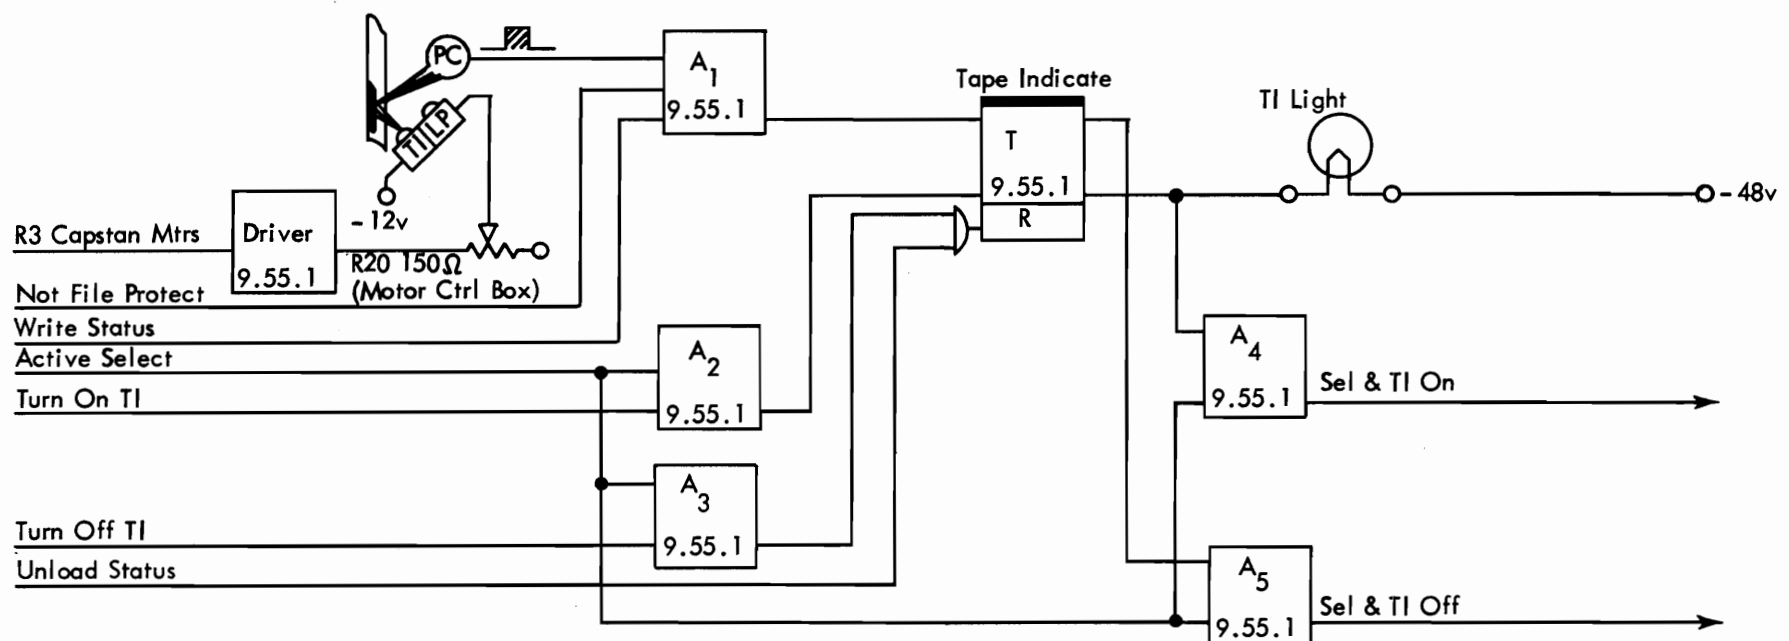 PC
A1
9.55.1
Tape Indicate
TI Light
TI LP
T
9.55.1
R
- 12v
- 48v
R3 Capstan Mtrs
Driver
9.55.1
R20 150Ω
(Motor Ctrl Box)
Not File Protect
Write Status
Active Select
Turn On TI
A2
9.55.1
A4
9.55.1
Sel & TI On
A3
9.55.1
Turn Off TI
Unload Status
A5
9.55.1
Sel & TI Off